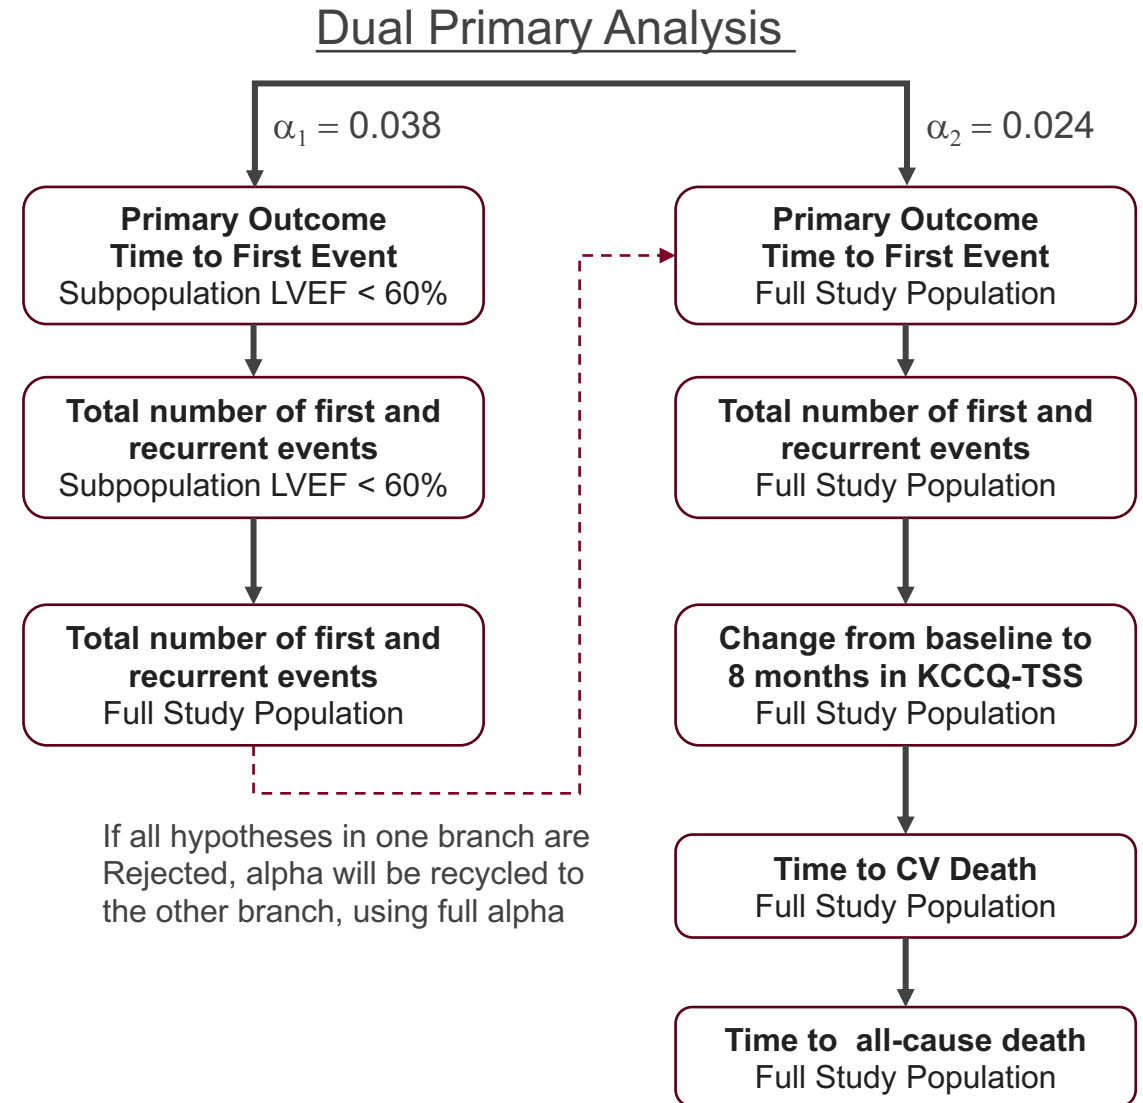 Dual Primary Analysis
α₁ = 0.038
α₂ = 0.024
Primary Outcome
Time to First Event
Subpopulation LVEF < 60%
Total number of first and
recurrent events
Subpopulation LVEF < 60%
Total number of first and
recurrent events
Full Study Population
If all hypotheses in one branch are
Rejected, alpha will be recycled to
the other branch, using full alpha
Primary Outcome
Time to First Event
Full Study Population
Total number of first and
recurrent events
Full Study Population
Change from baseline to
8 months in KCCQ-TSS
Full Study Population
Time to CV Death
Full Study Population
Time to all-cause death
Full Study Population